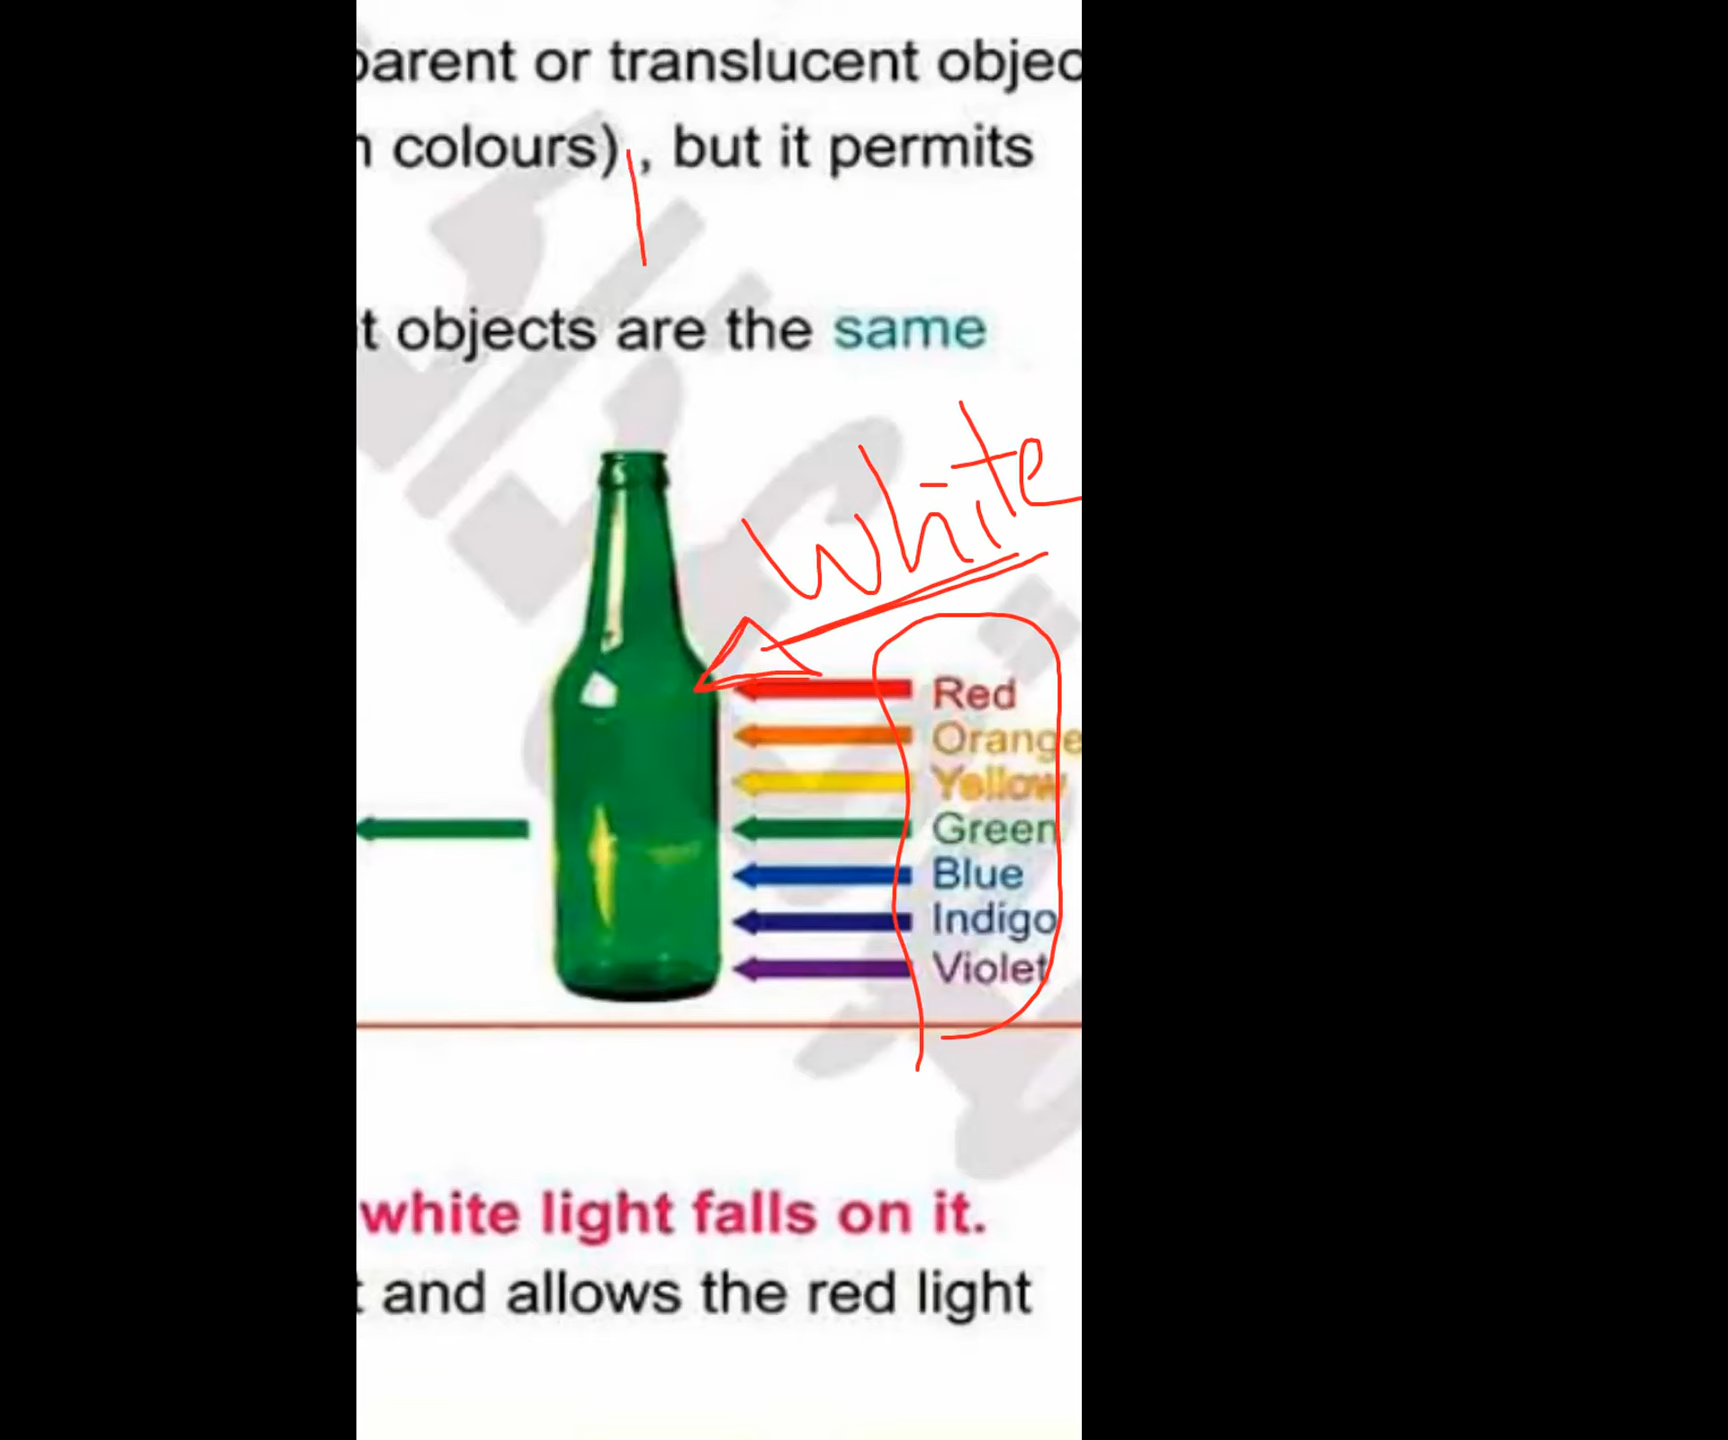 parent or translucent objec
n colours) , but it permits
t objects are the same
White
Red
Orange
Yellow
Green
Blue
Indigo
Violet
white light falls on it.
t and allows the red light